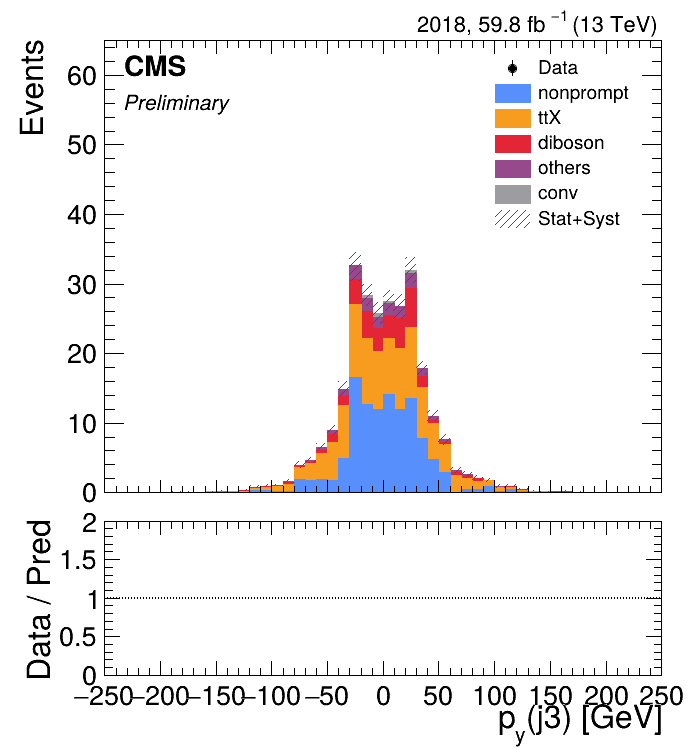 2018, 59.8 fb⁻¹ (13 TeV)
CMS
Preliminary
Data
nonprompt
ttX
diboson
others
conv
Stat+Syst
Events
60
50
40
30
20
10
0
Data / Pred
2
1.5
1
0.5
0
−250 −200 −150 −100 −50 0 50 100 150 200 250
p_y(j3) [GeV]